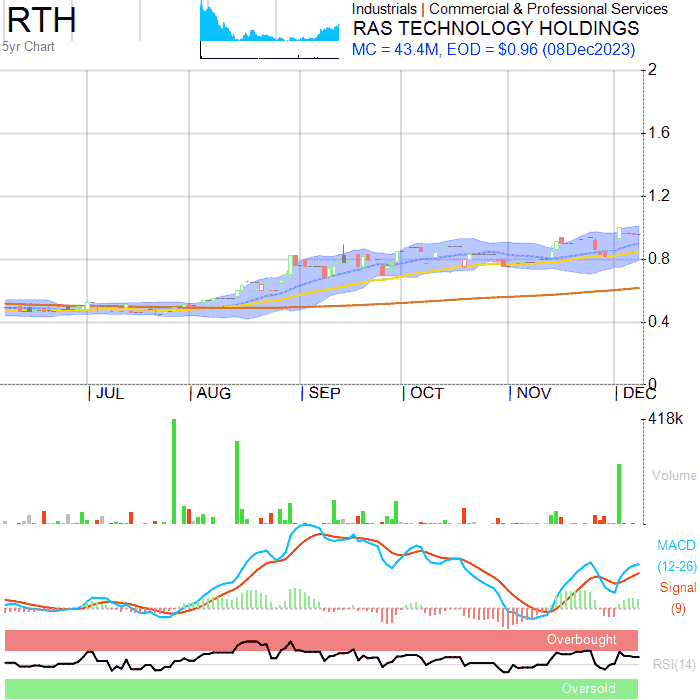 RTH
5yr Chart
Industrials | Commercial & Professional Services
RAS TECHNOLOGY HOLDINGS
MC = 43.4M, EOD = $0.96 (08Dec2023)
2
1.6
1.2
0.8
0.4
0
JUL
AUG
SEP
OCT
NOV
DEC
418k
Volume
MACD
(12-26)
Signal
(9)
Overbought
RSI(14)
Oversold